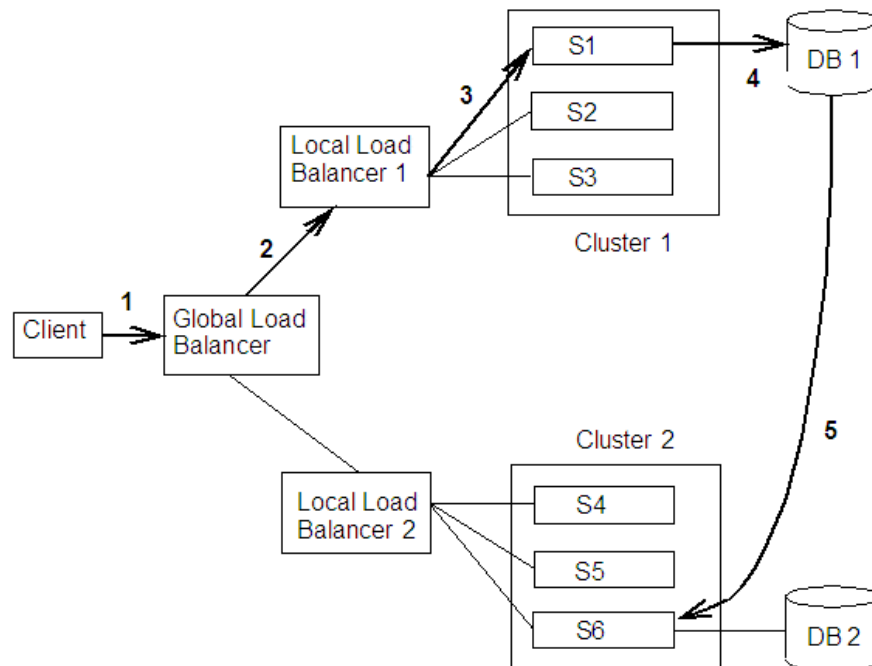 S1
4
DB 1
3
S2
Local Load
Balancer 1
S3
Cluster 1
2
1
Client
Global Load
Balancer
Cluster 2
5
Local Load
Balancer 2
S4
S5
S6
DB 2